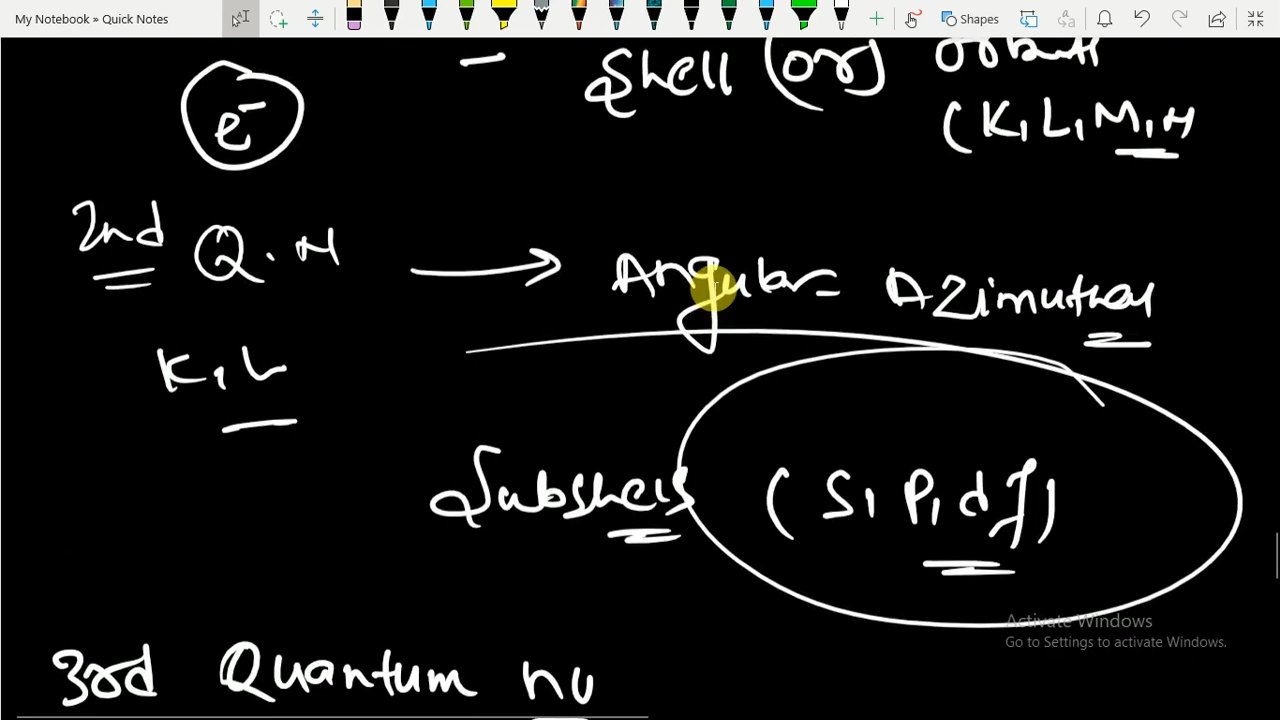 My Notebook » Quick Notes
Shapes
Shell (or) orbit
(K, L, M, N
e⁻
2nd Q.N → Angular = Azimuthal
K, L
Subshells (S, P, d f)
3rd Quantum nu
Activate Windows
Go to Settings to activate Windows.